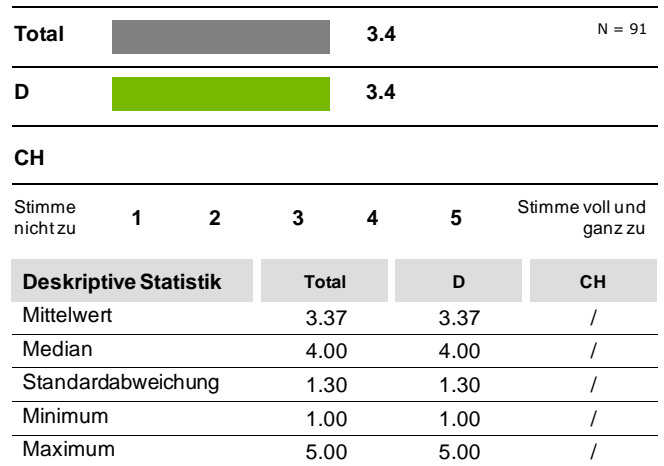 Total 3.4 N = 91
D 3.4
CH
Stimme nicht zu 1 2 3 4 5 Stimme voll und ganz zu
Deskriptive Statistik Total D CH
Mittelwert 3.37 3.37 /
Median 4.00 4.00 /
Standardabweichung 1.30 1.30 /
Minimum 1.00 1.00 /
Maximum 5.00 5.00 /